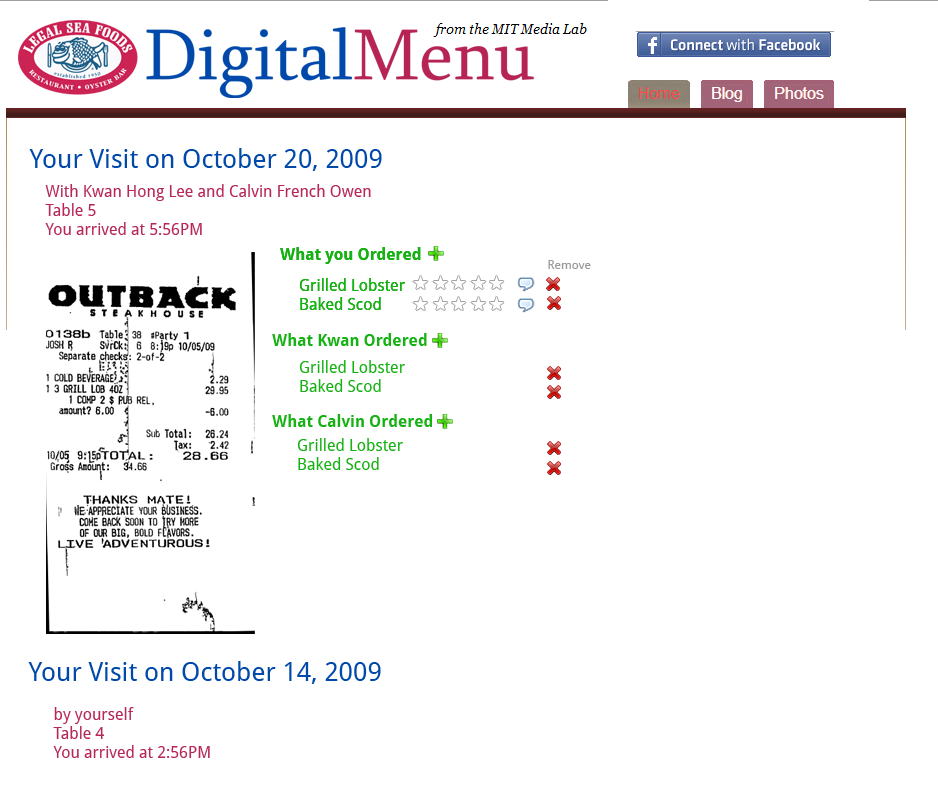 LEGAL SEA FOODS
established 1950
RESTAURANT • OYSTER BAR
DigitalMenu
from the MIT Media Lab
Connect with Facebook
Home
Blog
Photos
Your Visit on October 20, 2009
With Kwan Hong Lee and Calvin French Owen
Table 5
You arrived at 5:56PM
OUTBACK
STEAKHOUSE
0138b Table 38 #Party 1
JOSH R SvrCk: 6 8:19p 10/05/09
Separate checks: 2-of-2
1 COLD BEVERAGE 2.29
1 3 GRILL LOB 4OZ 29.95
1 COMP 2 $ PUB REL.
amount? 6.00 -6.00
Sub Total: 26.24
Tax: 2.42
10/05 9:15p TOTAL: 28.66
Gross Amount: 34.66
THANKS MATE!
WE APPRECIATE YOUR BUSINESS.
COME BACK SOON TO TRY MORE
OF OUR BIG, BOLD FLAVORS.
LIVE ADVENTUROUS!
What you Ordered
Remove
Grilled Lobster
Baked Scod
What Kwan Ordered
Grilled Lobster
Baked Scod
What Calvin Ordered
Grilled Lobster
Baked Scod
Your Visit on October 14, 2009
by yourself
Table 4
You arrived at 2:56PM